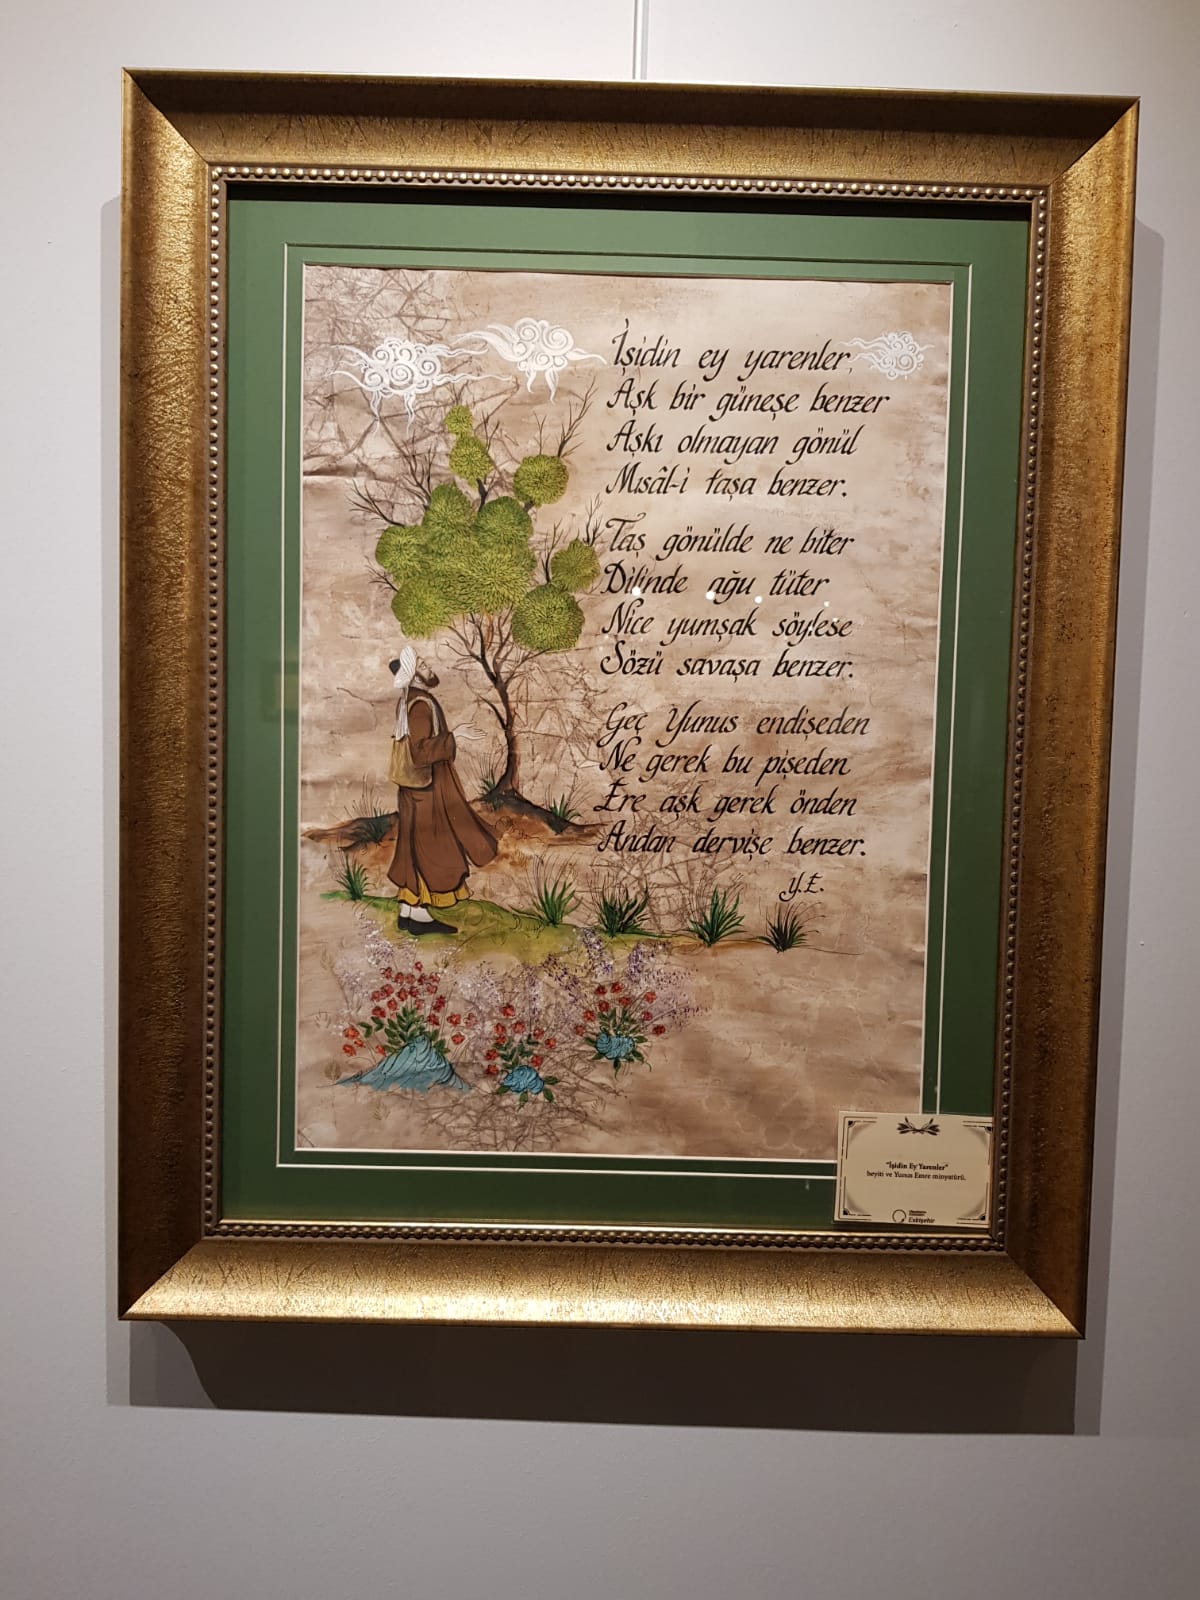 İşidin ey yarenler,
Aşk bir güneşe benzer
Aşkı olmayan gönül
Mısâl-i taşa benzer.
Taş gönülde ne biter
Dilinde ağu tüter
Nice yumşak söylese
Sözü savaşa benzer.
Geç Yunus endişeden
Ne gerek bu pişeden
Ere aşk gerek önden
Andan dervişe benzer.
Y.E.
"İşidin Ey Yarenler"
beyiti ve Yunus Emre minyatürü.
Eskişehir